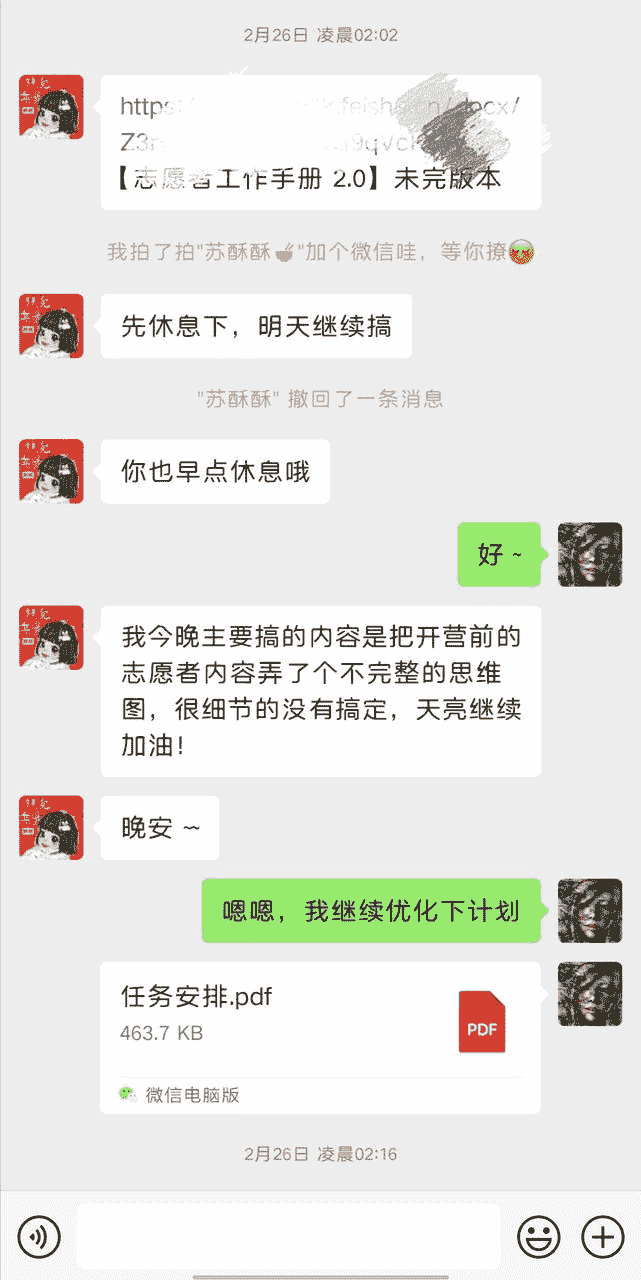 2月26日 凌晨02:02
https
feishu.cn/docx/
【志愿者工作手册 2.0】未完版本
我拍了拍"苏酥酥🥣"加个微信哇，等你撩🍉
先休息下，明天继续搞
"苏酥酥" 撤回了一条消息
你也早点休息哦
好 ~
我今晚主要搞的内容是把开营前的
志愿者内容弄了个不完整的思维
图，很细节的没有搞定，天亮继续
加油！
晚安 ~~
嗯嗯，我继续优化下计划
任务安排.pdf
463.7 KB
PDF
微信电脑版
2月26日 凌晨02:16